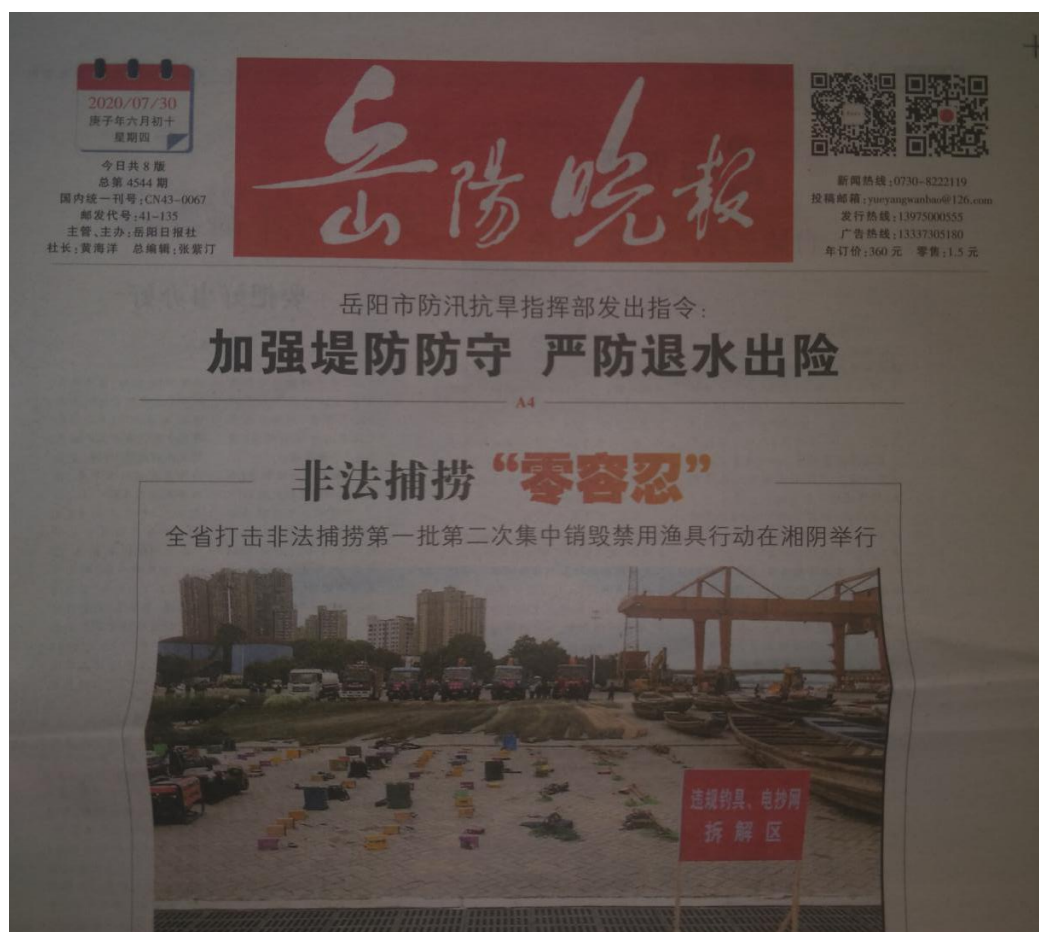 2020/07/30
庚子年六月初十
星期四
今日共8版
总第4544期
国内统一刊号:CN43-0067
邮发代号:41-135
主管、主办:岳阳日报社
社长:黄海洋 总编辑:张紫汀
岳陽晚报
新闻热线:0730-8222119
投稿邮箱:yueyangwanbao@126.com
发行热线:13975000555
广告热线:13337305180
年订价:360元 零售:1.5元
岳阳市防汛抗旱指挥部发出指令:
加强堤防防守 严防退水出险
A4
非法捕捞“零容忍”
全省打击非法捕捞第一批第二次集中销毁禁用渔具行动在湘阴举行
违规钓具、电抄网
拆解区